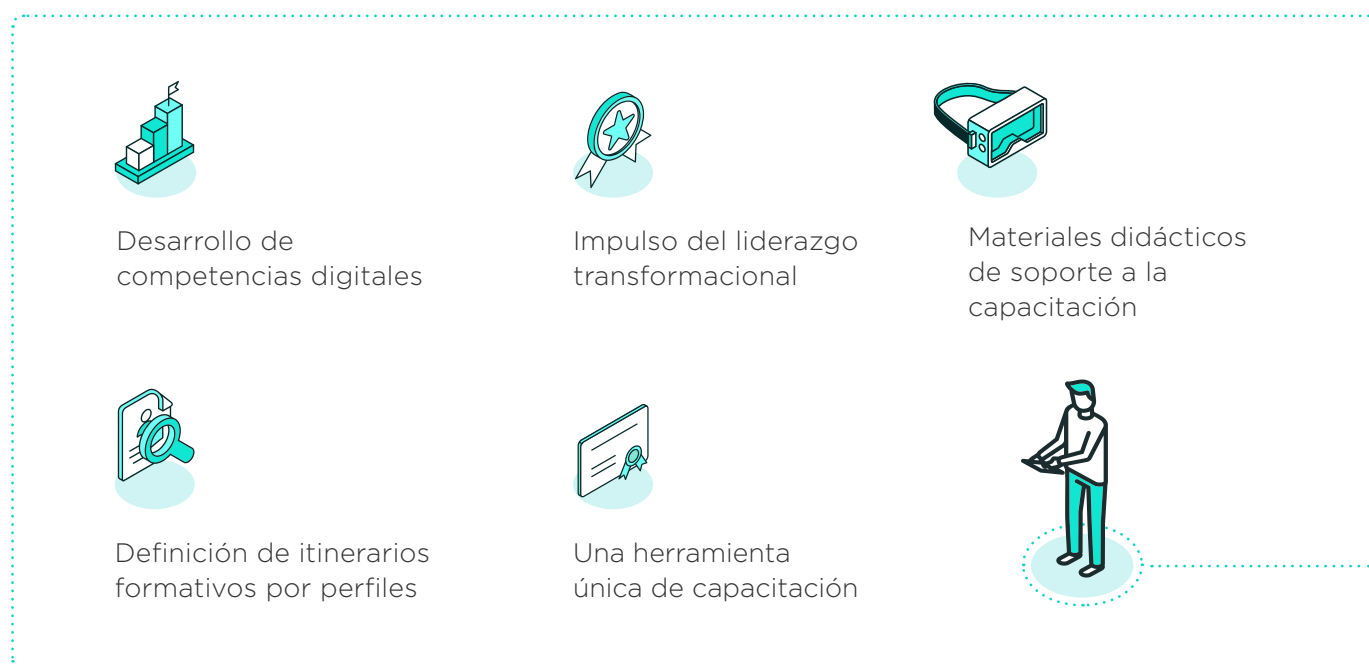 Desarrollo de
competencias digitales
Impulso del liderazgo
transformacional
Materiales didácticos
de soporte a la
capacitación
Definición de itinerarios
formativos por perfiles
Una herramienta
única de capacitación